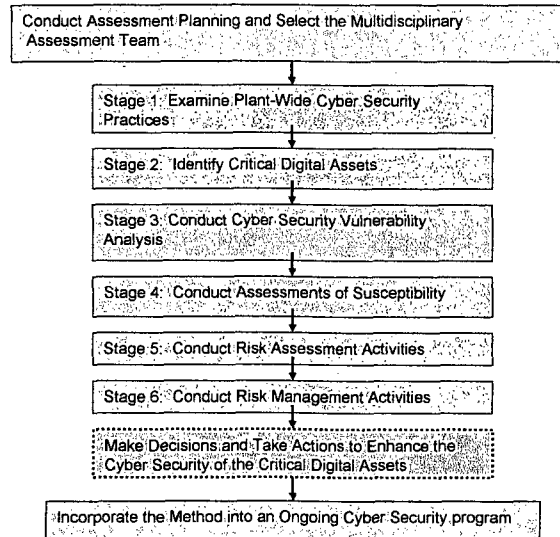 Conduct Assessment Planning and Select the Multidisciplinary
Assessment Team
Stage 1: Examine Plant-Wide Cyber Security
Practices
Stage 2: Identify Critical Digital Assets
Stage 3: Conduct Cyber Security Vulnerability
Analysis
Stage 4: Conduct Assessments of Susceptibility
Stage 5: Conduct Risk Assessment Activities
Stage 6: Conduct Risk Management Activities
Make Decisions and Take Actions to Enhance the
Cyber Security of the Critical Digital Assets
Incorporate the Method into an Ongoing Cyber Security program